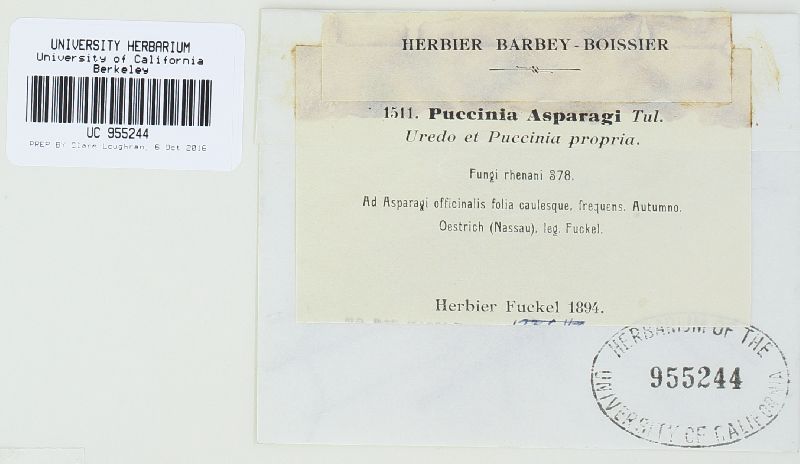 UNIVERSITY HERBARIUM
University of California
Berkeley
UC 955244
PREP BY Clare Loughran, 6 Oct 2016
HERBIER BARBEY-BOISSIER
1511. Puccinia Asparagi Tul.
Uredo et Puccinia propria.
Fungi rhenani 378.
Ad Asparagi officinalis folia caulesque, frequens. Autumno.
Oestrich (Nassau), leg. Fuckel.
Herbier Fuckel 1894.
HERBARIUM OF THE
955244
UNIVERSITY OF CALIFORNIA